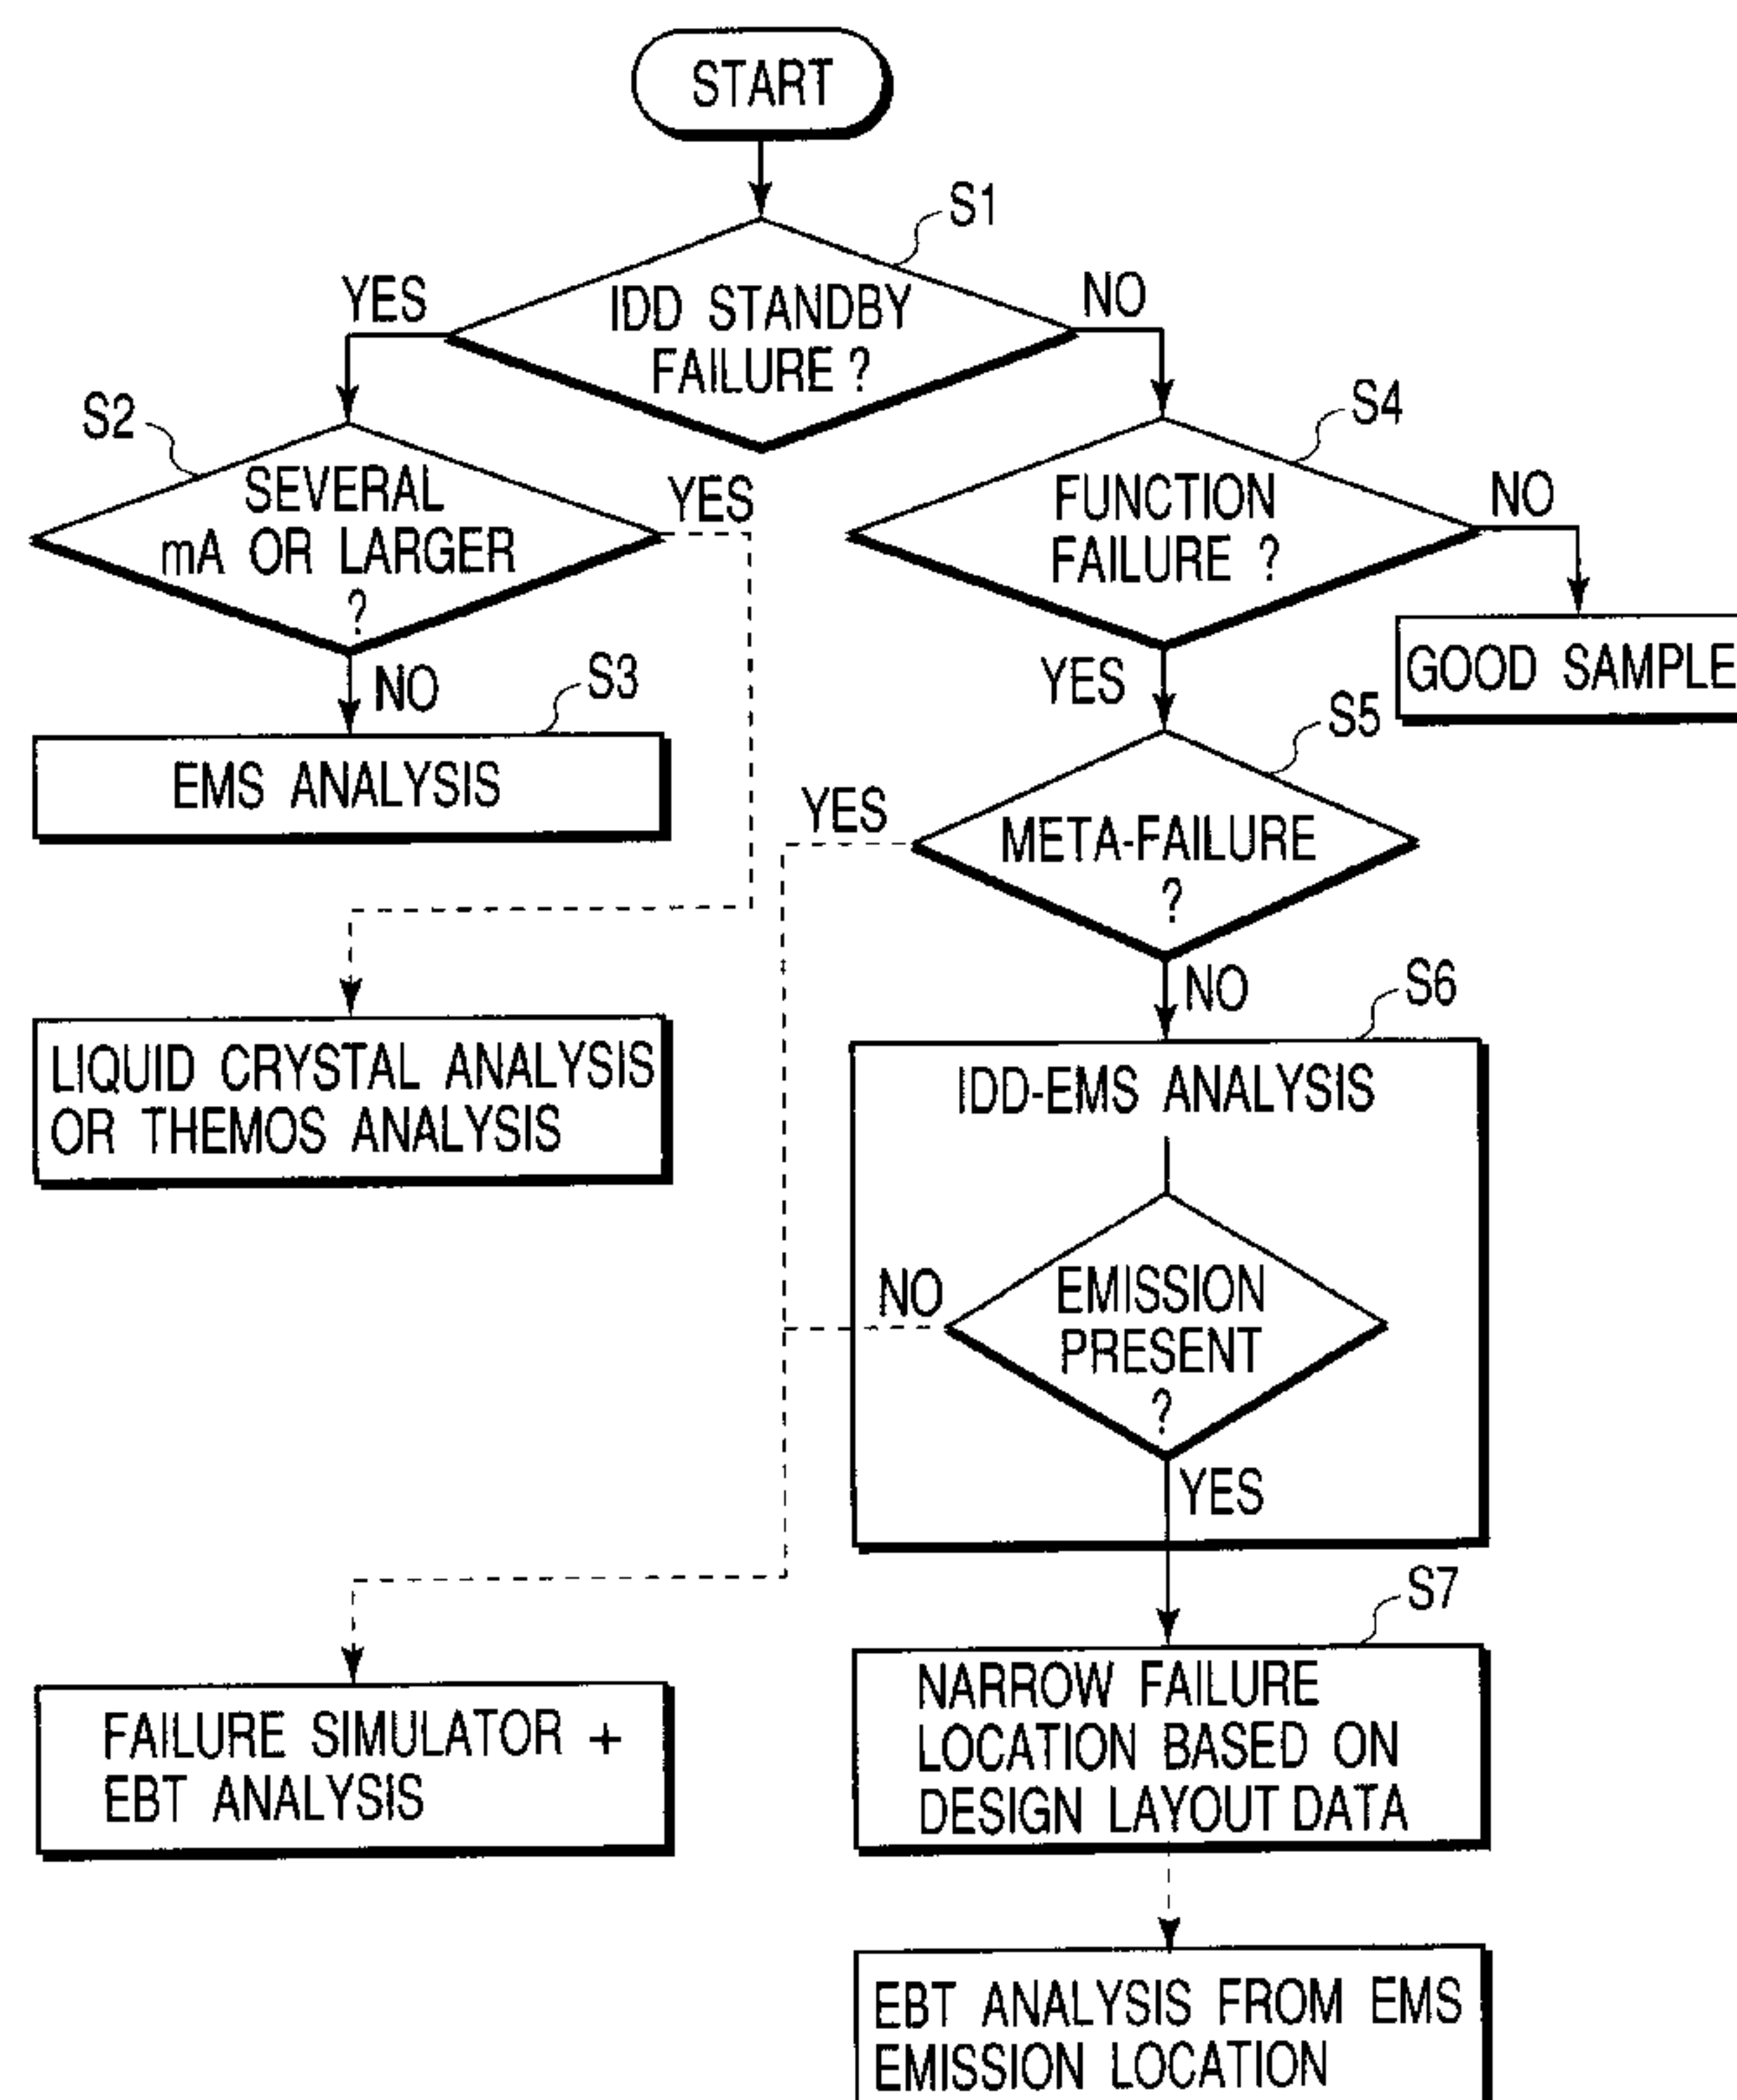 START
S1
YES
IDD STANDBY
FAILURE ?
NO
S2
SEVERAL
mA OR LARGER
?
YES
NO
S3
EMS ANALYSIS
LIQUID CRYSTAL ANALYSIS
OR THEMOS ANALYSIS
S4
FUNCTION
FAILURE ?
NO
GOOD SAMPLE
YES
S5
META-FAILURE
?
YES
NO
S6
IDD-EMS ANALYSIS
EMISSION
PRESENT
?
NO
YES
FAILURE SIMULATOR +
EBT ANALYSIS
S7
NARROW FAILURE
LOCATION BASED ON
DESIGN LAYOUT DATA
EBT ANALYSIS FROM EMS
EMISSION LOCATION